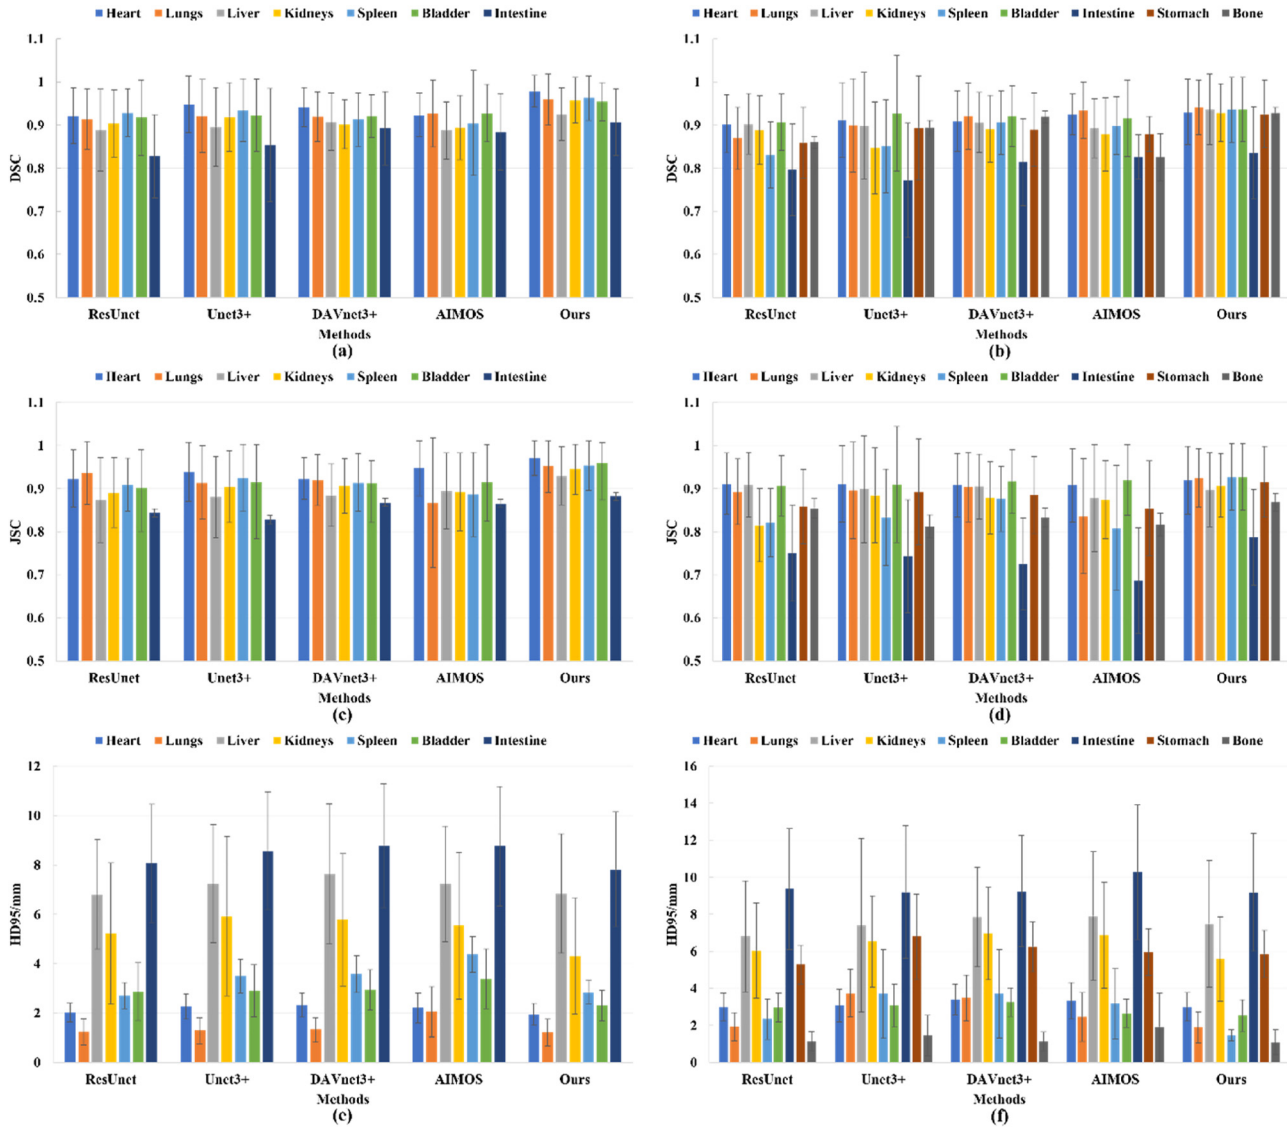 Heart Lungs Liver Kidneys Spleen Bladder Intestine
1.1
1
0.9
0.8
0.7
0.6
0.5
DSC
ResUnet Unet3+ DAVnet3+ AIMOS Ours
Methods
(a)
Heart Lungs Liver Kidneys Spleen Bladder Intestine Stomach Bone
1.1
1
0.9
0.8
0.7
0.6
0.5
DSC
ResUnet Unet3+ DAVnet3+ AIMOS Ours
Methods
(b)
Heart Lungs Liver Kidneys Spleen Bladder Intestine
1.1
1
0.9
0.8
0.7
0.6
0.5
JSC
ResUnet Unet3+ DAVnet3+ AIMOS Ours
Methods
(c)
Heart Lungs Liver Kidneys Spleen Bladder Intestine Stomach Bone
1.1
1
0.9
0.8
0.7
0.6
0.5
JSC
ResUnet Unet3+ DAVnet3+ AIMOS Ours
Methods
(d)
Heart Lungs Liver Kidneys Spleen Bladder Intestine
12
10
8
6
4
2
0
HD95/mm
ResUnet Unet3+ DAVnet3+ AIMOS Ours
Methods
(e)
Heart Lungs Liver Kidneys Spleen Bladder Intestine Stomach Bone
16
14
12
10
8
6
4
2
0
HD95/mm
ResUnet Unet3+ DAVnet3+ AIMOS Ours
Methods
(f)